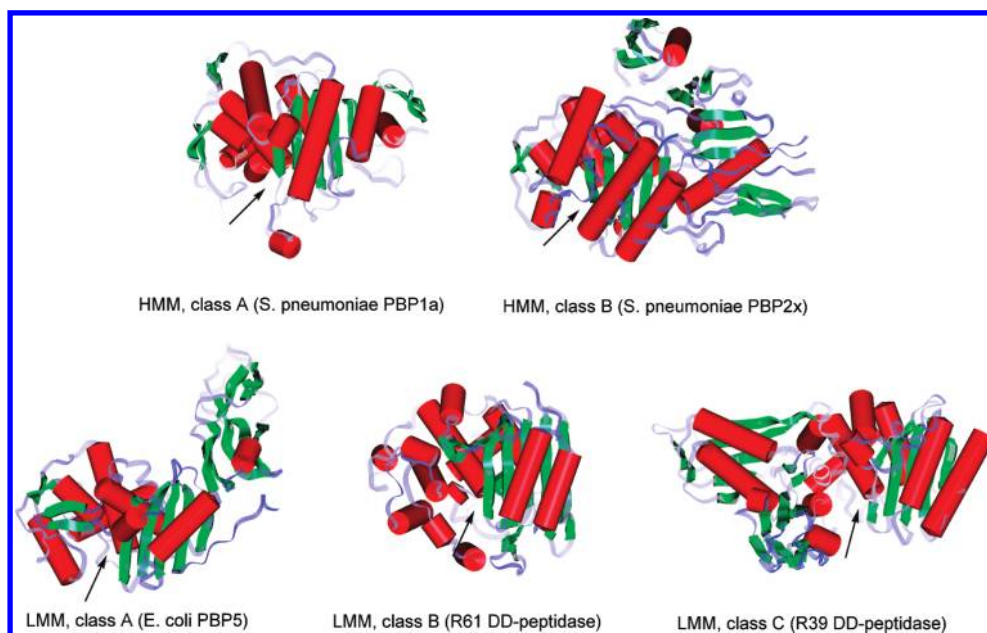 HMM, class A (S. pneumoniae PBP1a)
HMM, class B (S. pneumoniae PBP2x)
LMM, class A (E. coli PBP5)
LMM, class B (R61 DD-peptidase)
LMM, class C (R39 DD-peptidase)